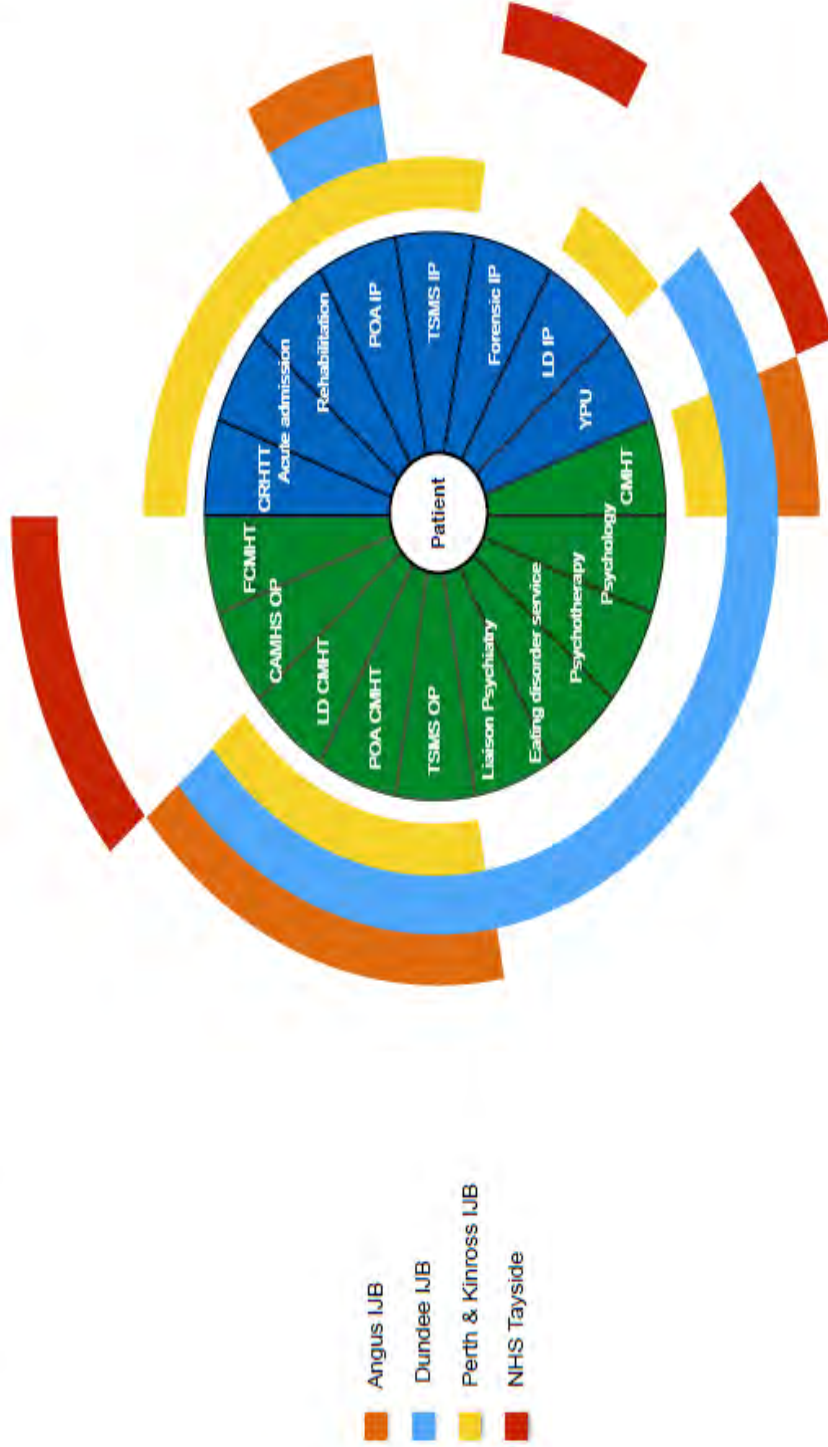 Patient
CRHTT
Acute admission
Rehabilitation
POA IP
TSMS IP
Forensic IP
LD IP
YPU
CMHT
Psychology
Psychotherapy
Eating disorder service
Liaison Psychiatry
TSMS OP
POA CMHT
LD CMHT
CAMHS OP
FCMHT
Angus IJB
Dundee IJB
Perth & Kinross IJB
NHS Tayside